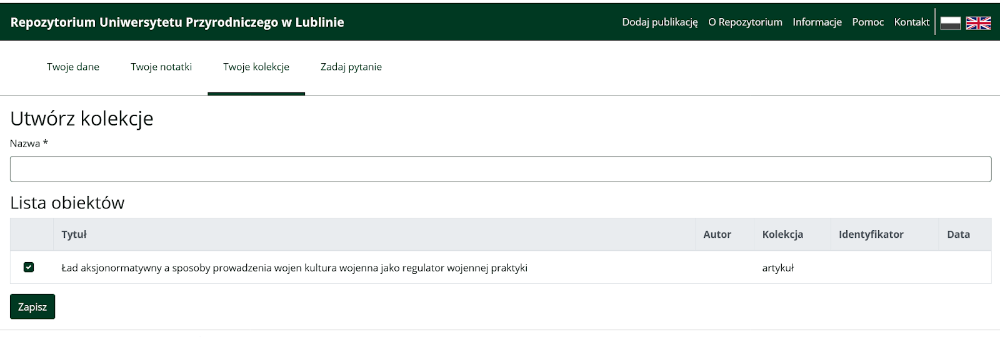 Repozytorium Uniwersytetu Przyrodniczego w Lublinie Dodaj publikację O Repozytorium Informacje Pomoc Kontakt
Twoje dane Twoje notatki Twoje kolekcje Zadaj pytanie
Utwórz kolekcje
Nazwa *
Lista obiektów
Tytuł Autor Kolekcja Identyfikator Data
Ład aksjonormatywny a sposoby prowadzenia wojen kultura wojenna jako regulator wojennej praktyki artykuł
Zapisz